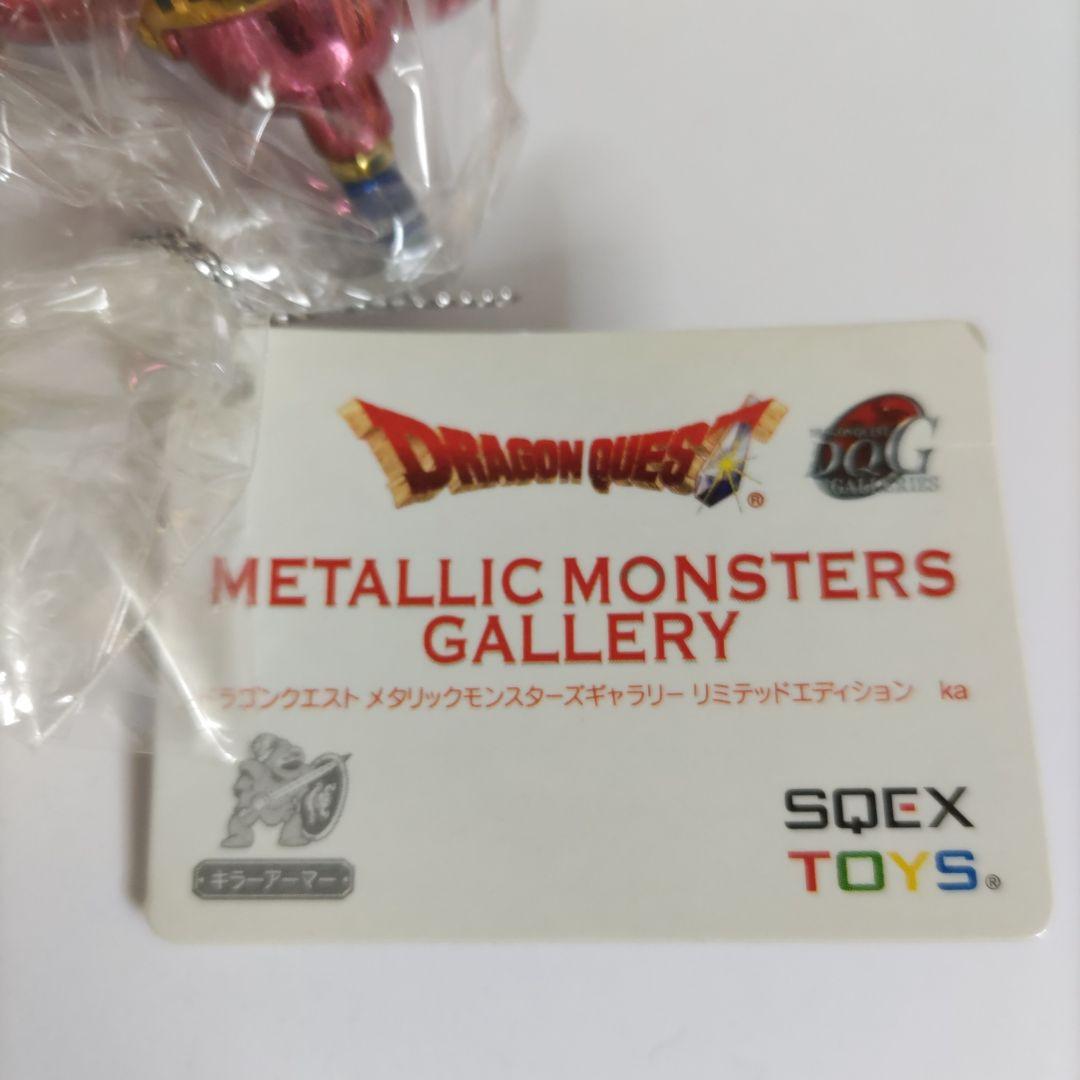 DRAGON QUEST®
DQG
GALLERIES
METALLIC MONSTERS
GALLERY
ラゴンクエスト メタリックモンスターズギャラリー リミテッドエディション ka
キラーアーマー
SQEX
TOYS®